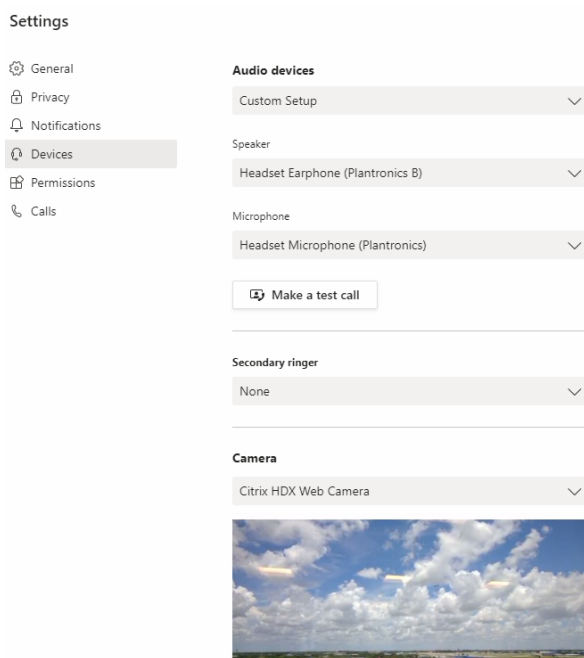 Settings
General
Privacy
Notifications
Devices
Permissions
Calls
Audio devices
Custom Setup
Speaker
Headset Earphone (Plantronics B)
Microphone
Headset Microphone (Plantronics)
Make a test call
Secondary ringer
None
Camera
Citrix HDX Web Camera